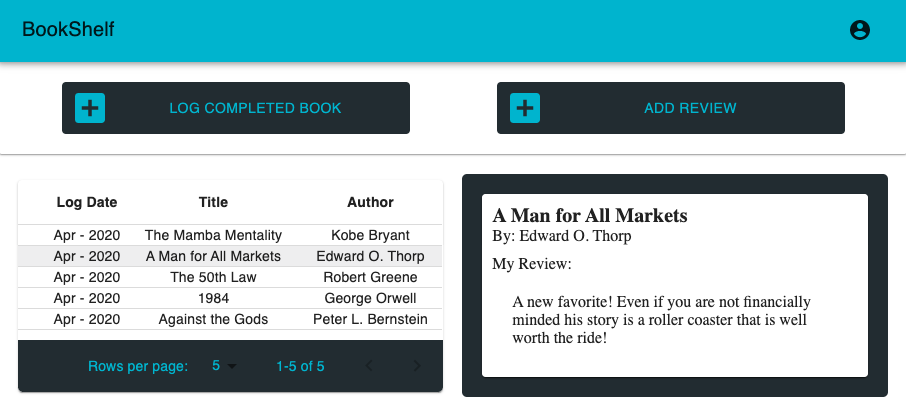 BookShelf
LOG COMPLETED BOOK
ADD REVIEW
Log Date Title Author
Apr - 2020 The Mamba Mentality Kobe Bryant
Apr - 2020 A Man for All Markets Edward O. Thorp
Apr - 2020 The 50th Law Robert Greene
Apr - 2020 1984 George Orwell
Apr - 2020 Against the Gods Peter L. Bernstein
Rows per page: 5 1-5 of 5
A Man for All Markets
By: Edward O. Thorp
My Review:
A new favorite! Even if you are not financially
minded his story is a roller coaster that is well
worth the ride!